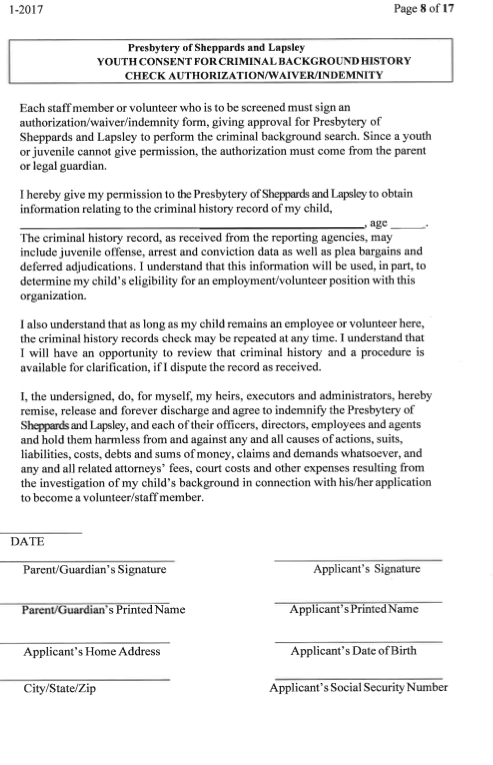 1-2017
Page 8 of 17
Presbytery of Sheppards and Lapsley
YOUTH CONSENT FOR CRIMINAL BACKGROUND HISTORY
CHECK AUTHORIZATION/WAIVER/INDEMNITY
Each staff member or volunteer who is to be screened must sign an
authorization/waiver/indemnity form, giving approval for Presbytery of
Sheppards and Lapsley to perform the criminal background search. Since a youth
or juvenile cannot give permission, the authorization must come from the parent
or legal guardian.
I hereby give my permission to the Presbytery of Sheppards and Lapsley to obtain
information relating to the criminal history record of my child,
, age ______.
The criminal history record, as received from the reporting agencies, may
include juvenile offense, arrest and conviction data as well as plea bargains and
deferred adjudications. I understand that this information will be used, in part, to
determine my child's eligibility for an employment/volunteer position with this
organization.
I also understand that as long as my child remains an employee or volunteer here,
the criminal history records check may be repeated at any time. I understand that
I will have an opportunity to review that criminal history and a procedure is
available for clarification, if I dispute the record as received.
I, the undersigned, do, for myself, my heirs, executors and administrators, hereby
remise, release and forever discharge and agree to indemnify the Presbytery of
Sheppards and Lapsley, and each of their officers, directors, employees and agents
and hold them harmless from and against any and all causes of actions, suits,
liabilities, costs, debts and sums of money, claims and demands whatsoever, and
any and all related attorneys' fees, court costs and other expenses resulting from
the investigation of my child's background in connection with his/her application
to become a volunteer/staff member.
DATE
Parent/Guardian's Signature
Applicant's Signature
Parent/Guardian's Printed Name
Applicant's Printed Name
Applicant's Home Address
Applicant's Date of Birth
City/State/Zip
Applicant's Social Security Number